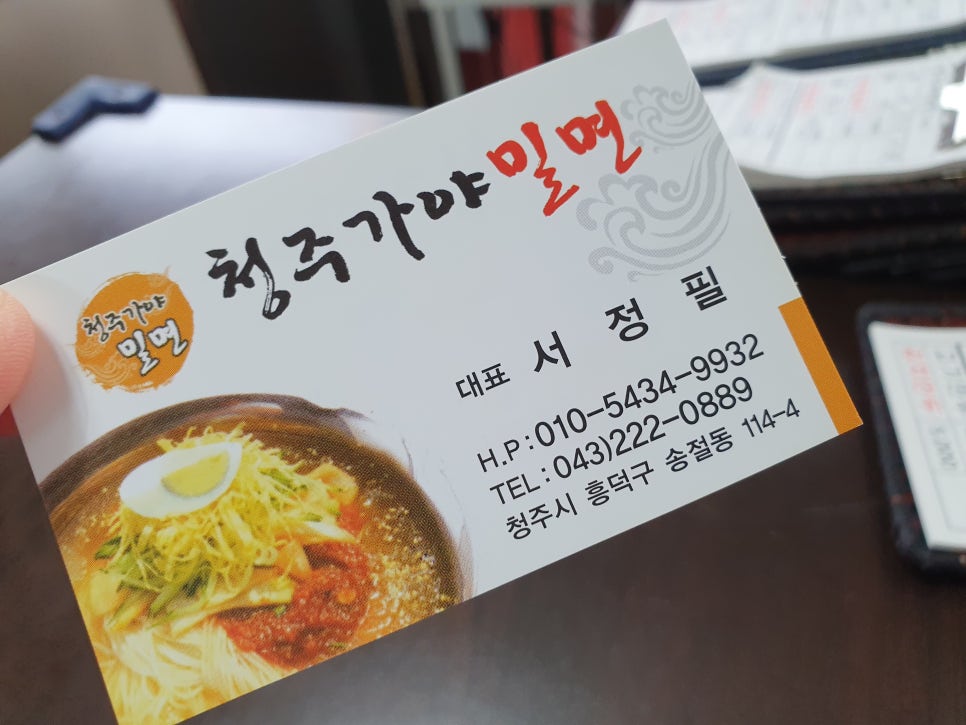 청주가야밀면
청주가야
밀면
대표 서정필
H.P:010-5434-9932
TEL:043)222-0889
청주시 흥덕구 송절동 114-4